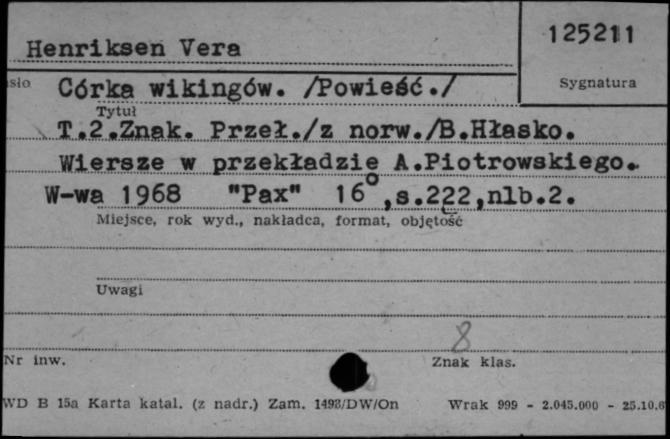 Henriksen Vera
125211
Sygnatura
sło Córka wikingów. /Powieść./
Tytuł
T.2.Znak. Przeł./z norw./B.Hłasko.
Wiersze w przekładzie A.Piotrowskiego.
W-wa 1968 "Pax" 16°,s.222,nlb.2.
Miejsce, rok wyd., nakładca, format, objętość
Uwagi
8
Nr inw.
Znak klas.
WD B 15a Karta katal. (z nadr.) Zam. 1493/DW/On Wrak 999 - 2.045.000 - 25.10.6